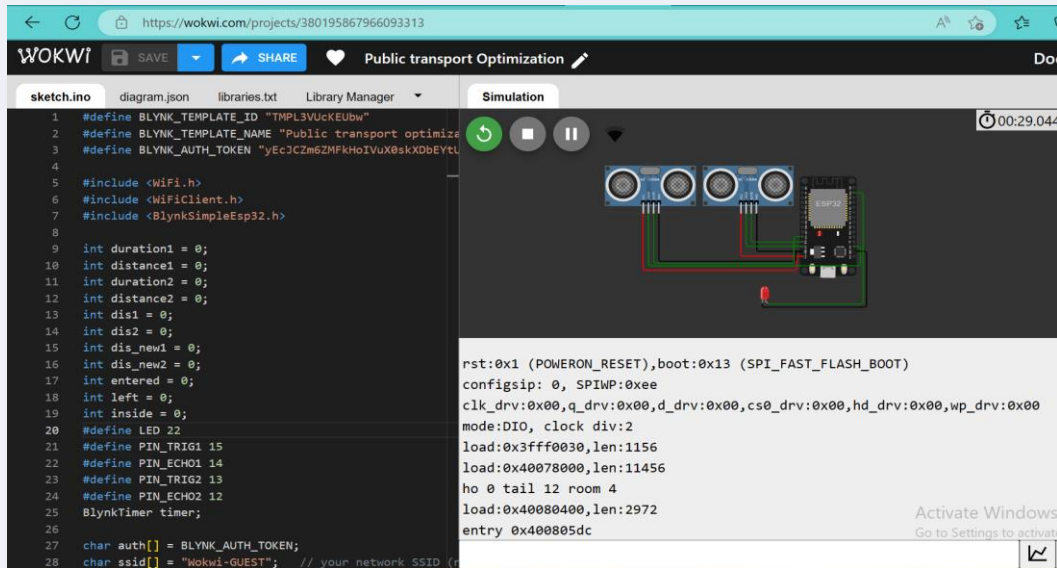 https://wokwi.com/projects/380195867966093313
WOKWI SAVE SHARE Public transport Optimization
sketch.ino diagram.json libraries.txt Library Manager
1 #define BLYNK_TEMPLATE_ID "TMPL3VUcKEUbw"
2 #define BLYNK_TEMPLATE_NAME "Public transport optimiza
3 #define BLYNK_AUTH_TOKEN "yEcJCZm6ZMFkHoIVuX0skXDbEYtU
4
5 #include <WiFi.h>
6 #include <WiFiClient.h>
7 #include <BlynkSimpleEsp32.h>
8
9 int duration1 = 0;
10 int distance1 = 0;
11 int duration2 = 0;
12 int distance2 = 0;
13 int dis1 = 0;
14 int dis2 = 0;
15 int dis_new1 = 0;
16 int dis_new2 = 0;
17 int entered = 0;
18 int left = 0;
19 int inside = 0;
20 #define LED 22
21 #define PIN_TRIG1 15
22 #define PIN_ECHO1 14
23 #define PIN_TRIG2 13
24 #define PIN_ECHO2 12
25 BlynkTimer timer;
26
27 char auth[] = BLYNK_AUTH_TOKEN;
28 char ssid[] = "Wokwi-GUEST"; // your network SSID
Simulation
00:29.044
ESP32
rst:0x1 (POWERON_RESET),boot:0x13 (SPI_FAST_FLASH_BOOT)
configsip: 0, SPIWP:0xee
clk_drv:0x00,q_drv:0x00,d_drv:0x00,cs0_drv:0x00,hd_drv:0x00,wp_drv:0x00
mode:DIO, clock div:2
load:0x3fff0030,len:1156
load:0x40078000,len:11456
ho 0 tail 12 room 4
load:0x40080400,len:2972
entry 0x400805dc
Activate Windows
Go to Settings to activat